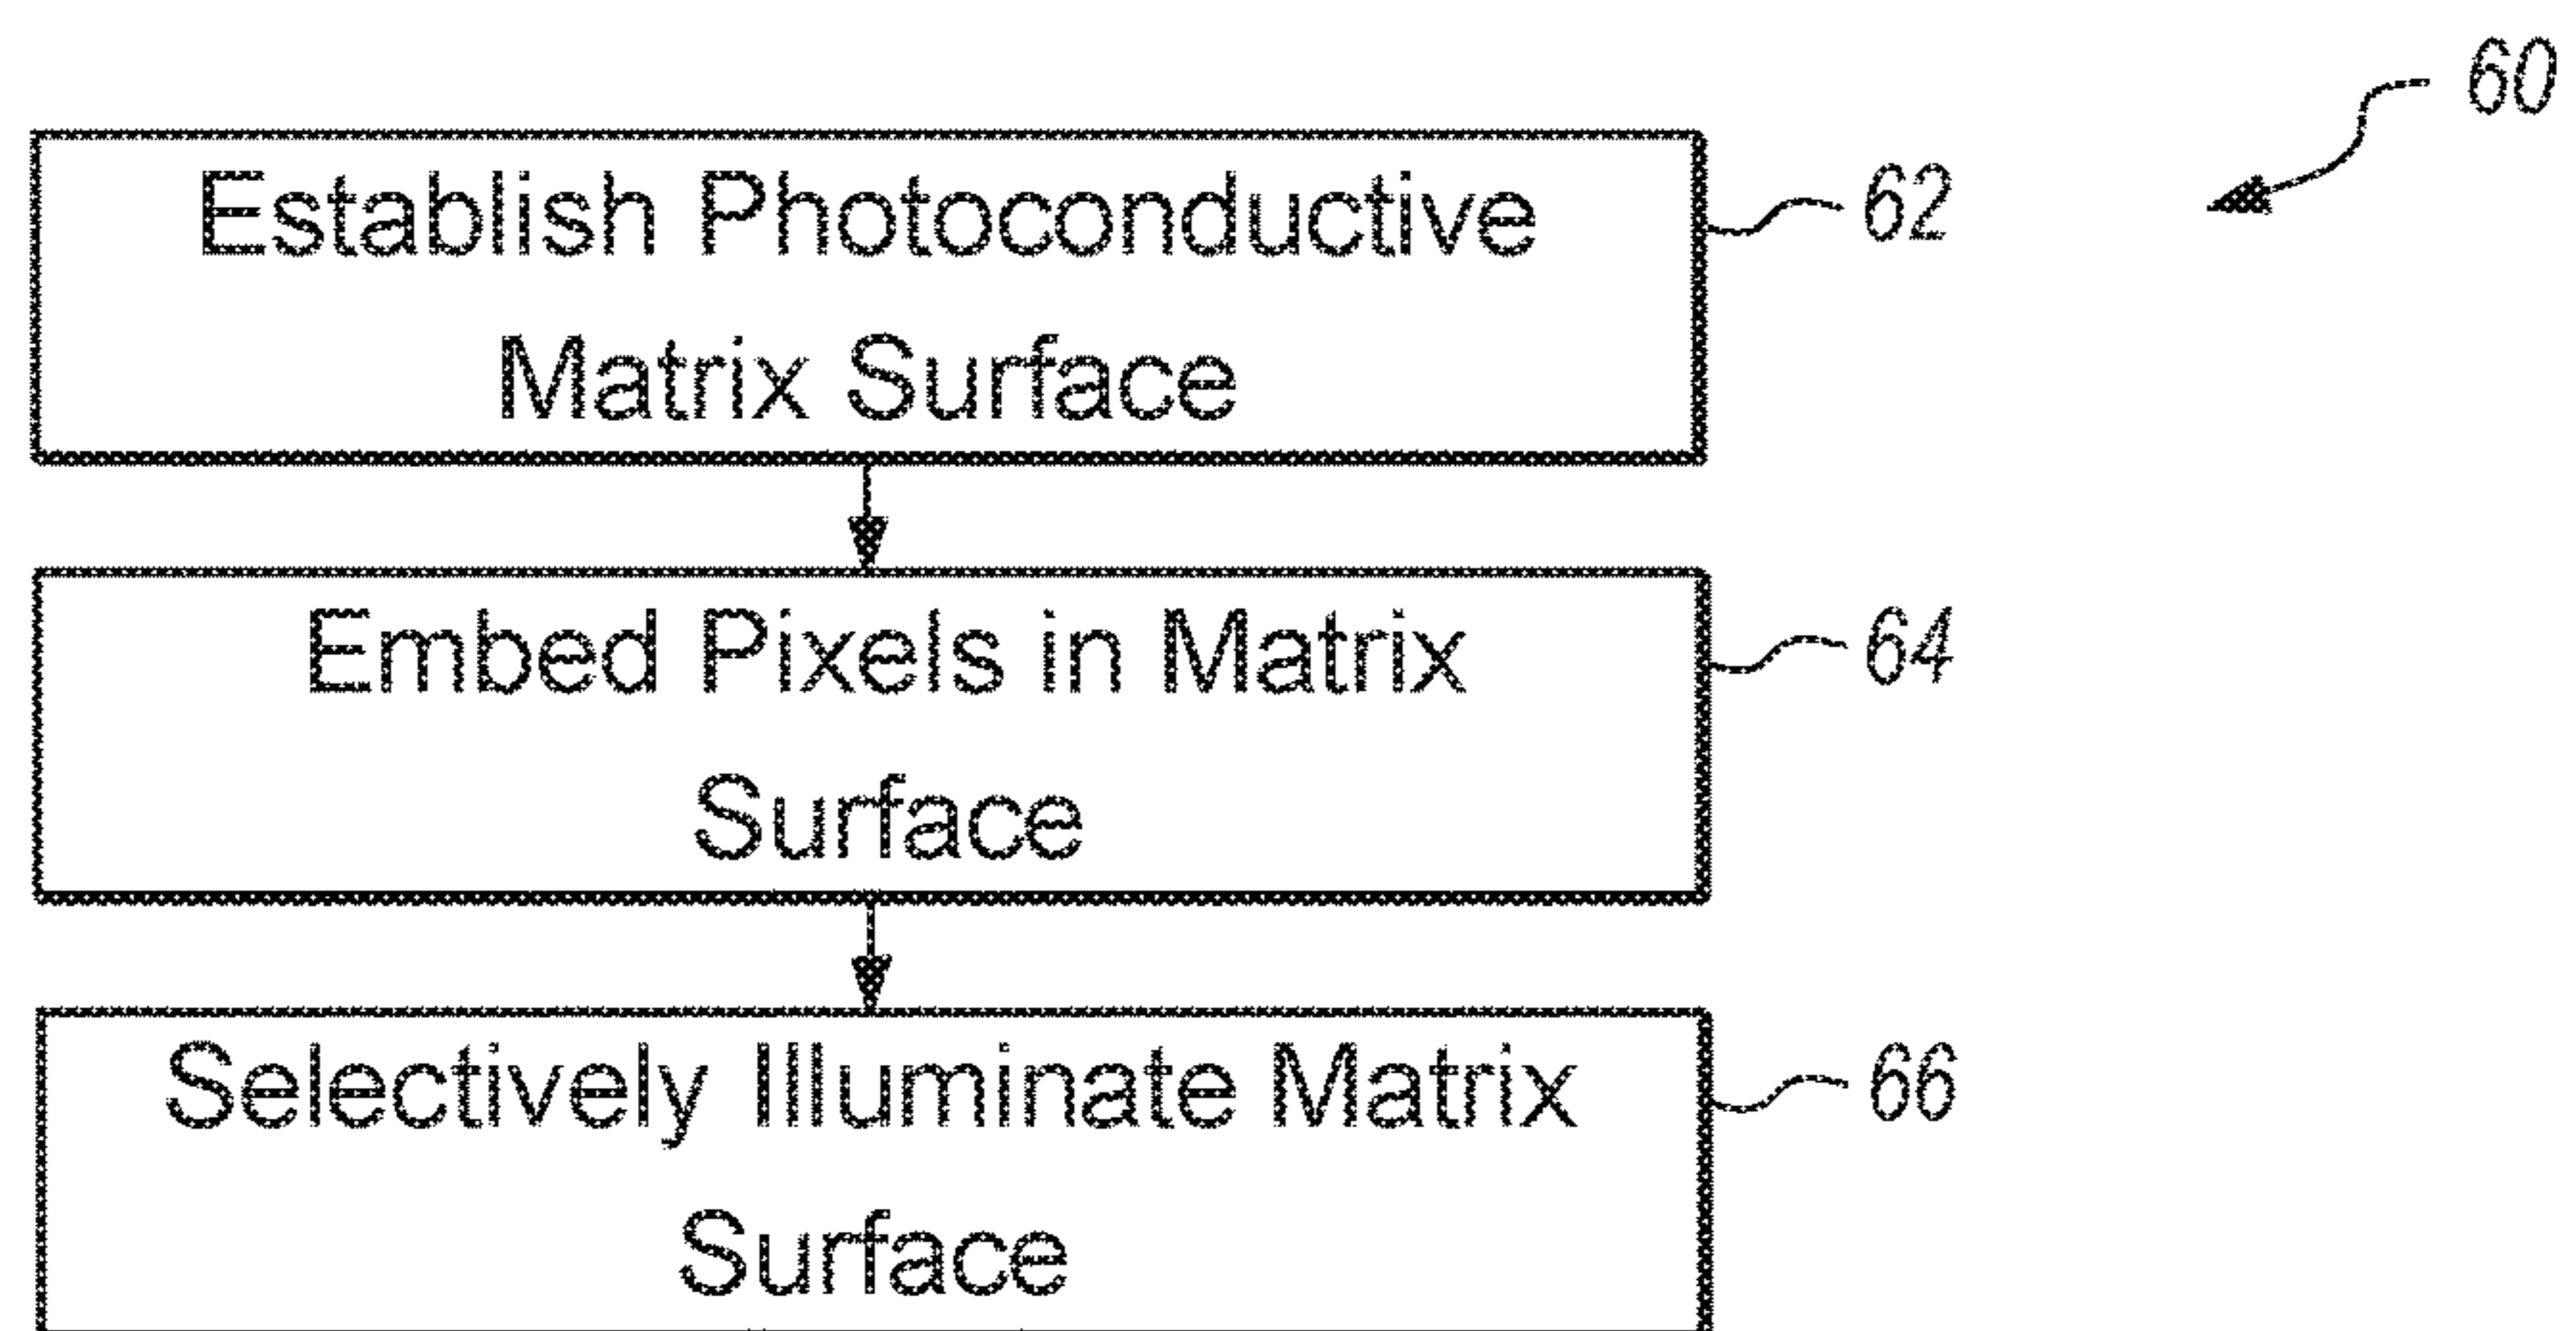 60
Establish Photoconductive
Matrix Surface
62
Embed Pixels in Matrix
Surface
64
Selectively Illuminate Matrix
Surface
66